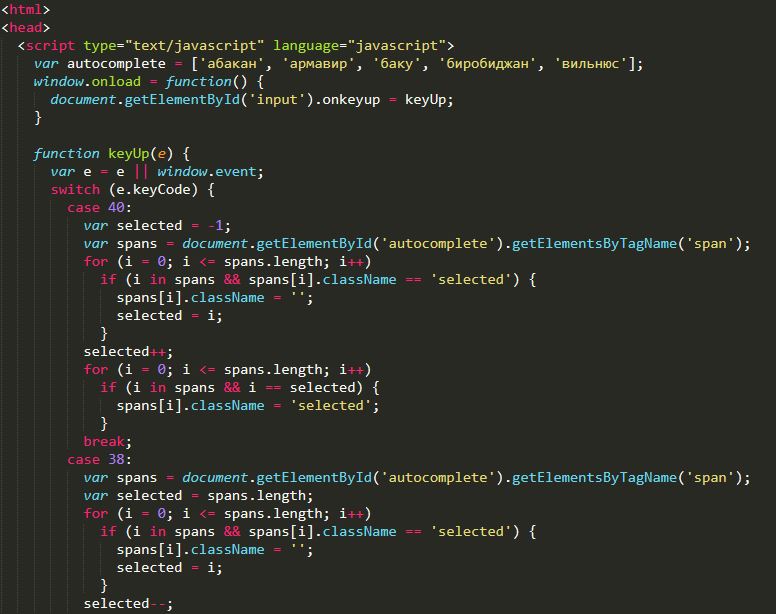 <html>
<head>
  <script type="text/javascript" language="javascript">
    var autocomplete = ['абакан', 'армавир', 'баку', 'биробиджан', 'вильнюс'];
    window.onload = function() {
      document.getElementById('input').onkeyup = keyUp;
    }

    function keyUp(e) {
      var e = e || window.event;
      switch (e.keyCode) {
        case 40:
          var selected = -1;
          var spans = document.getElementById('autocomplete').getElementsByTagName('span');
          for (i = 0; i <= spans.length; i++)
            if (i in spans && spans[i].className == 'selected') {
              spans[i].className = '';
              selected = i;
            }
          selected++;
          for (i = 0; i <= spans.length; i++)
            if (i in spans && i == selected) {
              spans[i].className = 'selected';
            }
          break;
        case 38:
          var spans = document.getElementById('autocomplete').getElementsByTagName('span');
          var selected = spans.length;
          for (i = 0; i <= spans.length; i++)
            if (i in spans && spans[i].className == 'selected') {
              spans[i].className = '';
              selected = i;
            }
          selected--;